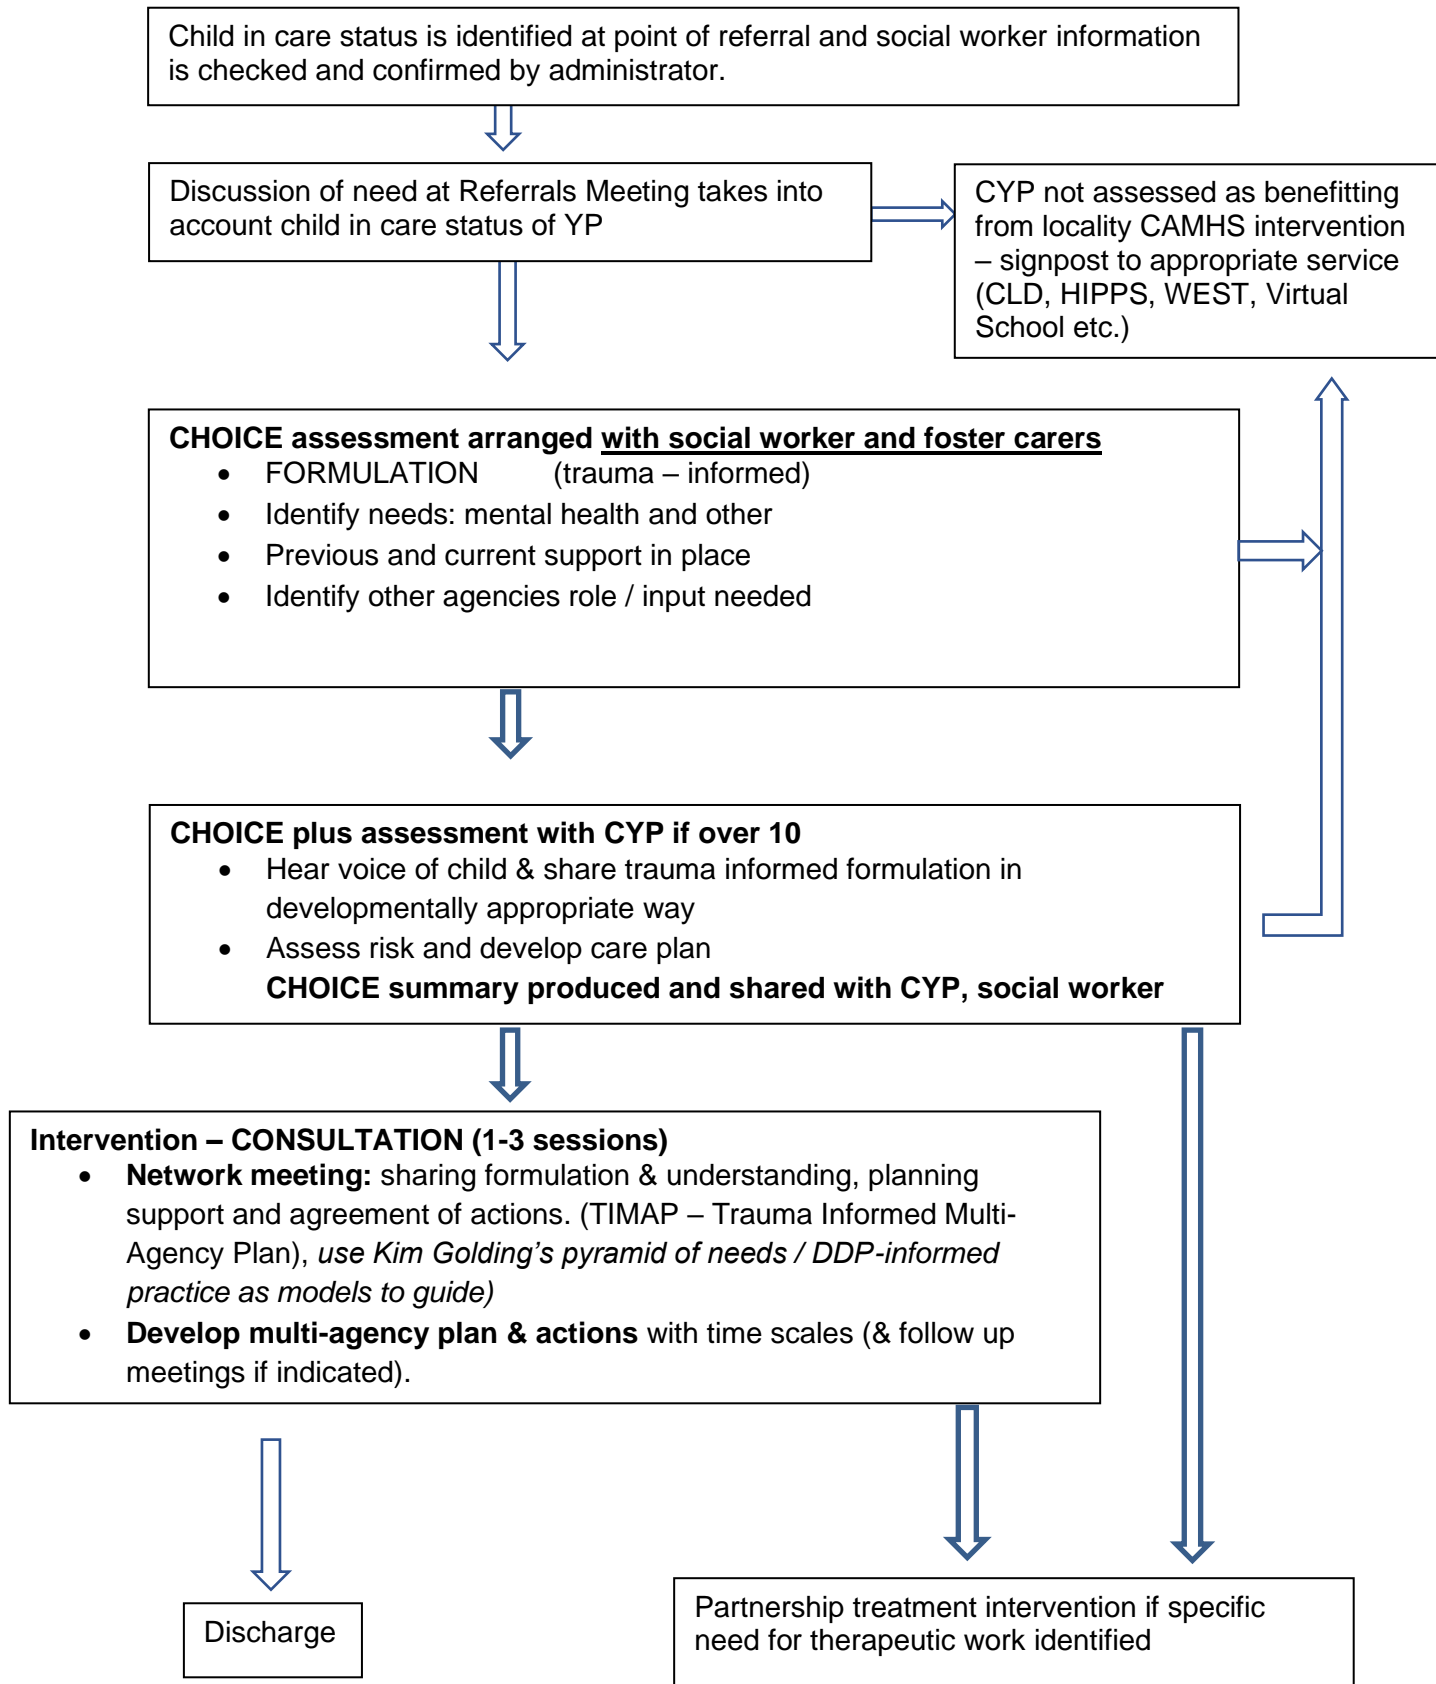 Child in care status is identified at point of referral and social worker information
is checked and confirmed by administrator.
Discussion of need at Referrals Meeting takes into
account child in care status of YP
CYP not assessed as benefitting
from locality CAMHS intervention
– signpost to appropriate service
(CLD, HIPPS, WEST, Virtual
School etc.)
CHOICE assessment arranged with social worker and foster carers
• FORMULATION (trauma – informed)
• Identify needs: mental health and other
• Previous and current support in place
• Identify other agencies role / input needed
CHOICE plus assessment with CYP if over 10
• Hear voice of child & share trauma informed formulation in
developmentally appropriate way
• Assess risk and develop care plan
CHOICE summary produced and shared with CYP, social worker
Intervention – CONSULTATION (1-3 sessions)
• Network meeting: sharing formulation & understanding, planning
support and agreement of actions. (TIMAP – Trauma Informed Multi-
Agency Plan), use Kim Golding’s pyramid of needs / DDP-informed
practice as models to guide)
• Develop multi-agency plan & actions with time scales (& follow up
meetings if indicated).
Discharge
Partnership treatment intervention if specific
need for therapeutic work identified